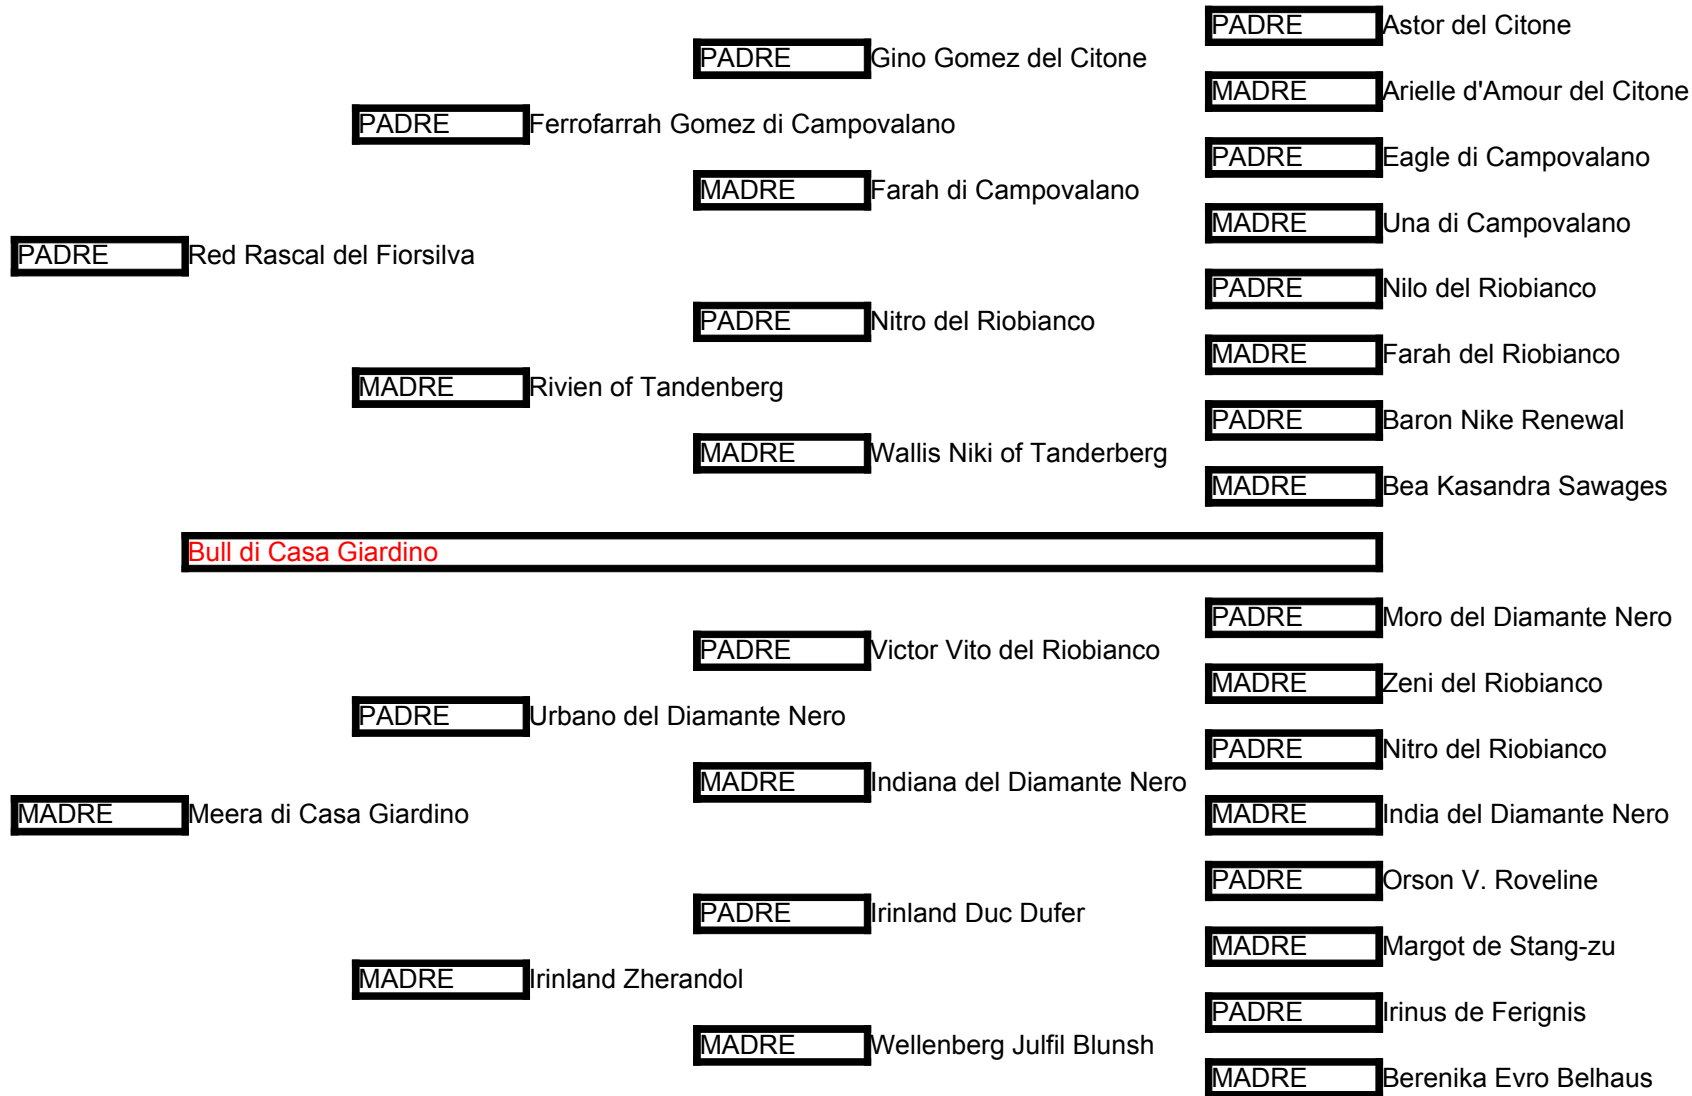 PADRE Astor del Citone
PADRE Gino Gomez del Citone
MADRE Arielle d'Amour del Citone
PADRE Ferrofarrah Gomez di Campovalano
PADRE Eagle di Campovalano
MADRE Farah di Campovalano
MADRE Una di Campovalano
PADRE Red Rascal del Fiorsilva
PADRE Nilo del Riobianco
PADRE Nitro del Riobianco
MADRE Farah del Riobianco
MADRE Rivien of Tandenberg
PADRE Baron Nike Renewal
MADRE Wallis Niki of Tanderberg
MADRE Bea Kasandra Sawages
Bull di Casa Giardino
PADRE Moro del Diamante Nero
PADRE Victor Vito del Riobianco
MADRE Zeni del Riobianco
PADRE Urbano del Diamante Nero
PADRE Nitro del Riobianco
MADRE Indiana del Diamante Nero
MADRE Meera di Casa Giardino
MADRE India del Diamante Nero
PADRE Orson V. Roveline
PADRE Irinland Duc Dufer
MADRE Margot de Stang-zu
MADRE Irinland Zherandol
PADRE Irinus de Ferignis
MADRE Wellenberg Julfil Blunsh
MADRE Berenika Evro Belhaus